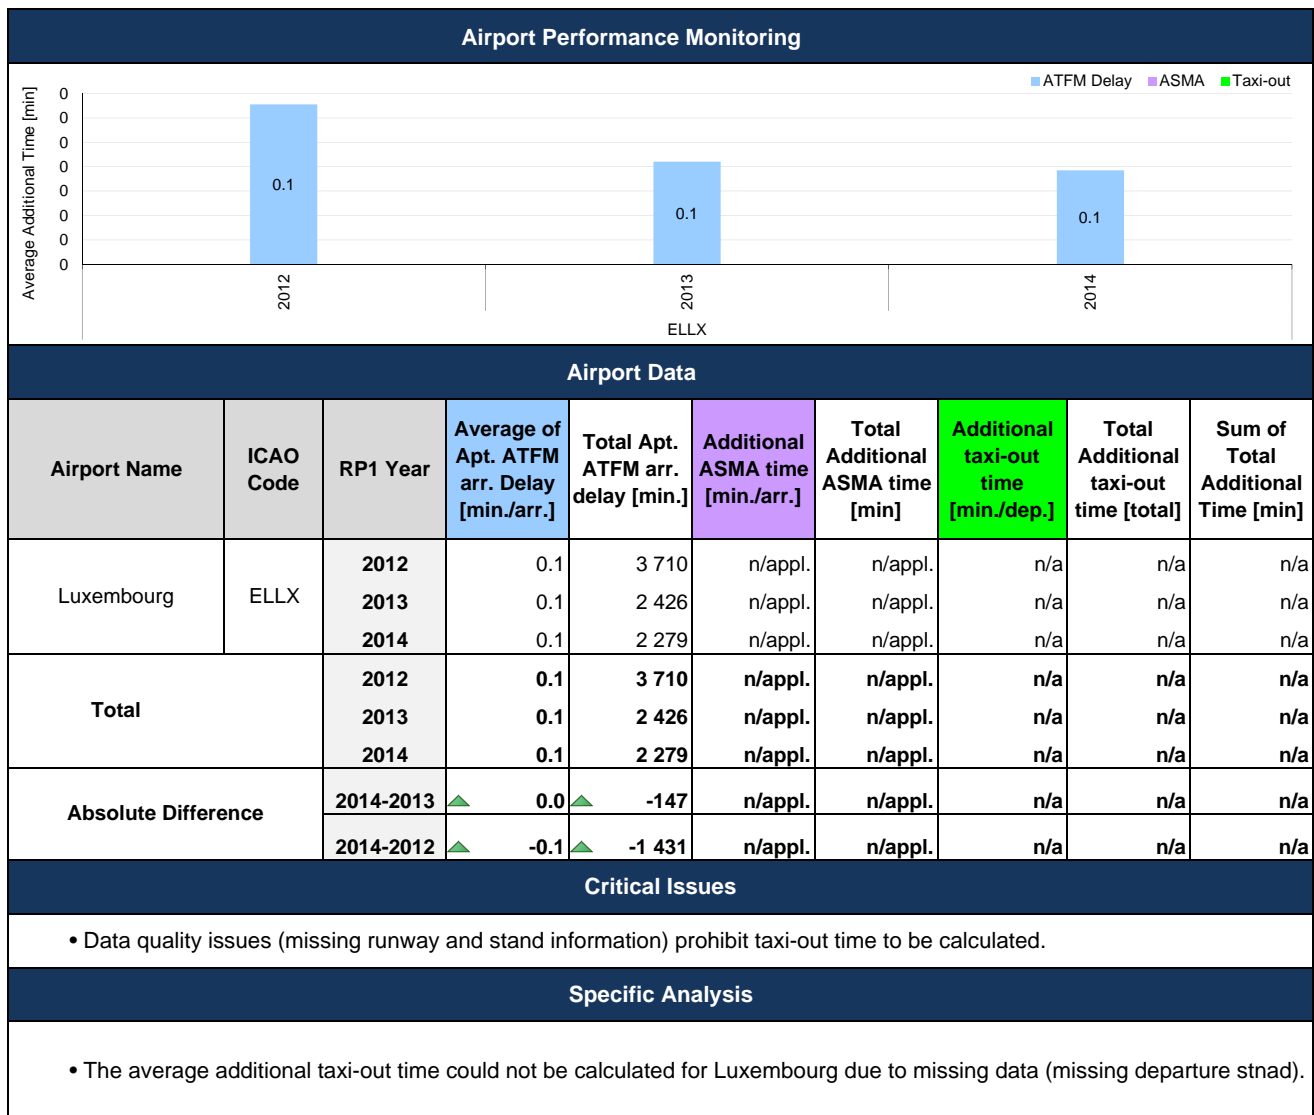 Airport Performance Monitoring
ATFM Delay ASMA Taxi-out
Average Additional Time [min]
0
0
0
0
0
0
0
0
0.1
0.1
0.1
2012
2013
2014
ELLX
Airport Data
Airport Name
ICAO
Code
RP1 Year
Average of
Apt. ATFM
arr. Delay
[min./arr.]
Total Apt.
ATFM arr.
delay [min.]
Additional
ASMA time
[min./arr.]
Total
Additional
ASMA time
[min]
Additional
taxi-out
time
[min./dep.]
Total
Additional
taxi-out
time [total]
Sum of
Total
Additional
Time [min]
Luxembourg ELLX
2012 0.1 3 710 n/appl. n/appl. n/a n/a n/a
2013 0.1 2 426 n/appl. n/appl. n/a n/a n/a
2014 0.1 2 279 n/appl. n/appl. n/a n/a n/a
Total
2012 0.1 3 710 n/appl. n/appl. n/a n/a n/a
2013 0.1 2 426 n/appl. n/appl. n/a n/a n/a
2014 0.1 2 279 n/appl. n/appl. n/a n/a n/a
Absolute Difference
2014-2013 0.0 -147 n/appl. n/appl. n/a n/a n/a
2014-2012 -0.1 -1 431 n/appl. n/appl. n/a n/a n/a
Critical Issues
• Data quality issues (missing runway and stand information) prohibit taxi-out time to be calculated.
Specific Analysis
• The average additional taxi-out time could not be calculated for Luxembourg due to missing data (missing departure stnad).